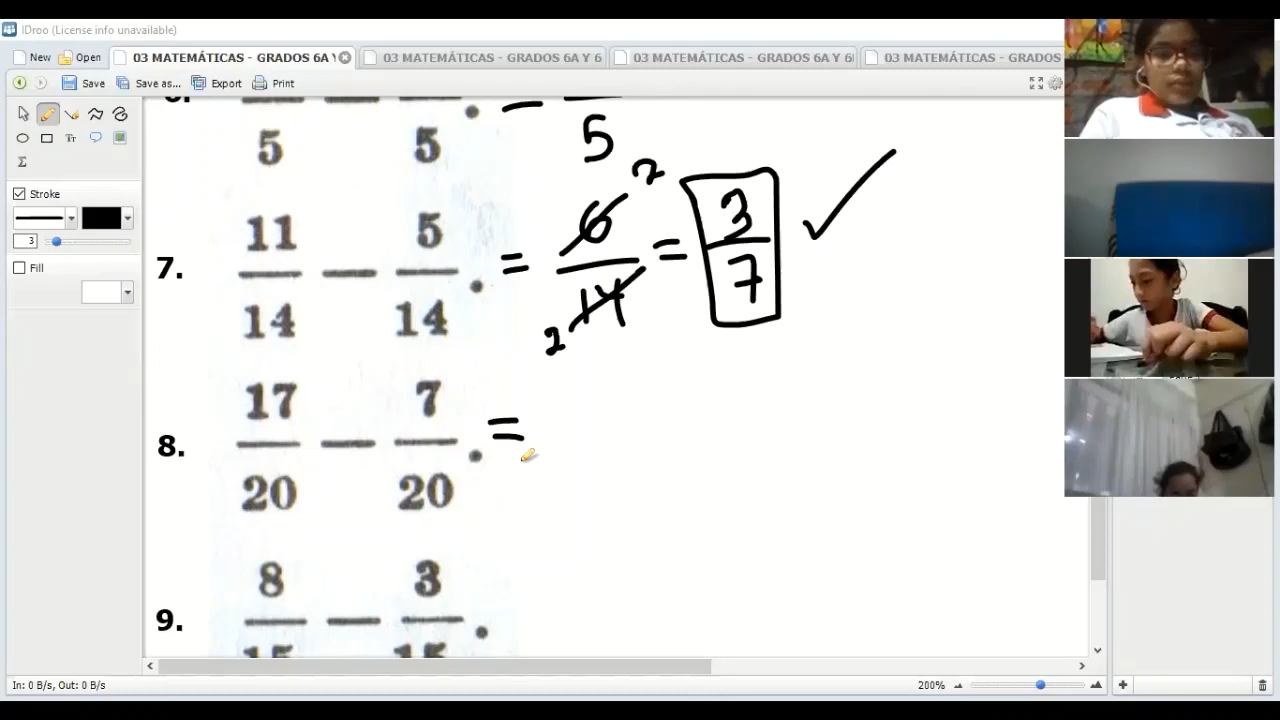 IDroo (License info unavailable)
New Open 03 MATEMÁTICAS - GRADOS 6A Y 03 MATEMÁTICAS - GRADOS 6A Y 6 03 MATEMÁTICAS - GRADOS 6A Y 6 03 MATEMÁTICAS - GRADOS
Save Save as... Export Print
Tr
Σ
Stroke
3
Fill
5 5 . = 5
7. 11/14 — 5/14 . = 6/14 2 2 = 3/7 ✓
8. 17/20 — 7/20 . =
9. 8/15 — 3/15 .
In: 0 B/s, Out: 0 B/s 200%